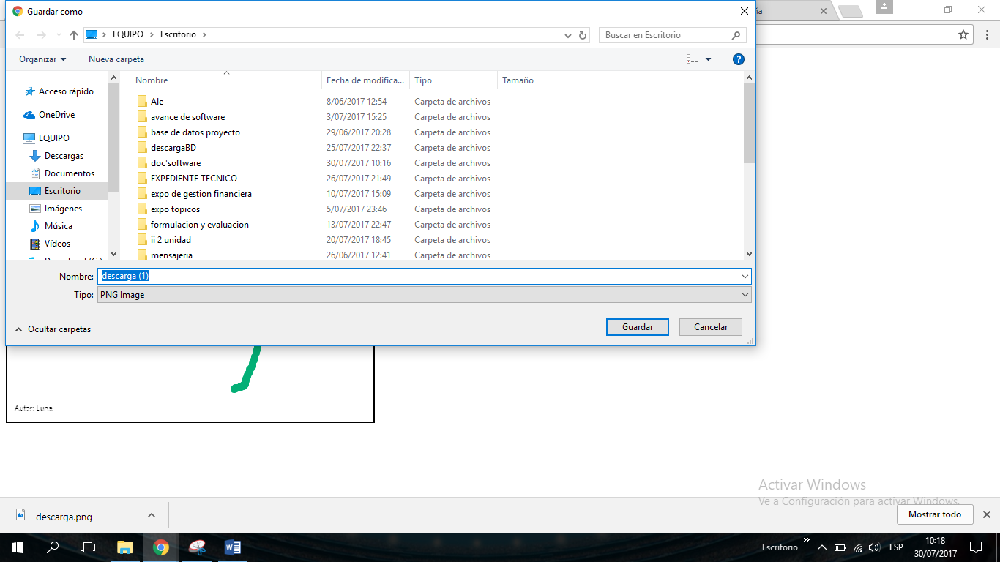 Guardar como
ña
EQUIPO
Escritorio
Buscar en Escritorio
Organizar
Nueva carpeta
?
Nombre Fecha de modifica... Tipo Tamaño
Acceso rápido
OneDrive
EQUIPO
Descargas
Documentos
Escritorio
Imágenes
Música
Vídeos
Ale 8/06/2017 12:54 Carpeta de archivos
avance de software 3/07/2017 15:25 Carpeta de archivos
base de datos proyecto 29/06/2017 20:28 Carpeta de archivos
descargaBD 25/07/2017 22:37 Carpeta de archivos
doc'software 30/07/2017 10:16 Carpeta de archivos
EXPEDIENTE TECNICO 26/07/2017 21:49 Carpeta de archivos
expo de gestion financiera 10/07/2017 15:09 Carpeta de archivos
expo topicos 5/07/2017 23:46 Carpeta de archivos
formulacion y evaluacion 13/07/2017 22:47 Carpeta de archivos
ii 2 unidad 20/07/2017 18:45 Carpeta de archivos
mensajeria 26/06/2017 12:41 Carpeta de archivos
Nombre: descarga (1)
Tipo: PNG Image
Ocultar carpetas
Guardar Cancelar
Autor: Luna
Activar Windows
Ve a Configuración para activar Windows.
descarga.png
Mostrar todo
Escritorio
ESP
10:18
30/07/2017